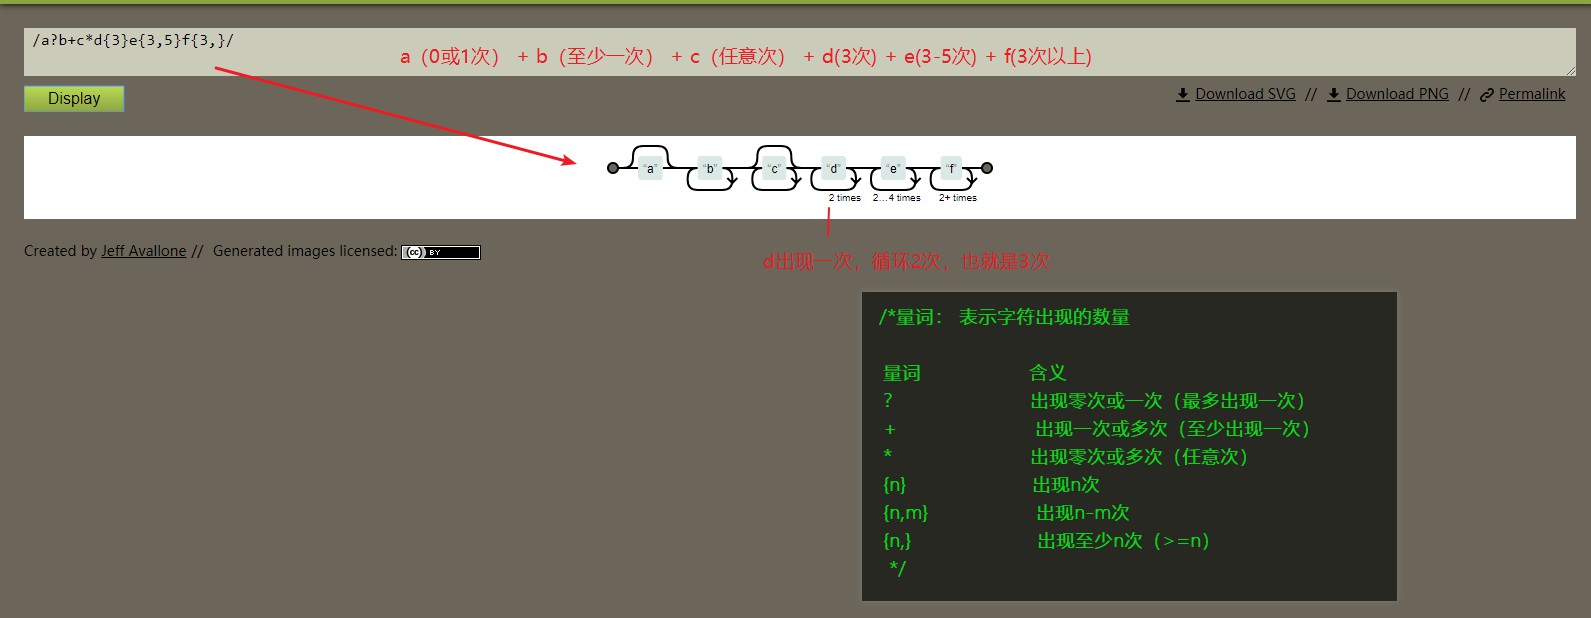 /a?b+c*d{3}e{3,5}f{3,}/
a（0或1次） + b（至少一次） + c（任意次） + d(3次) + e(3-5次) + f(3次以上)
Display
Download SVG // Download PNG // Permalink
“a” “b” “c” “d” “e” “f”
2 times 2...4 times 2+ times
Created by Jeff Avallone // Generated images licensed: cc BY
d出现一次，循环2次，也就是3次
/*量词： 表示字符出现的数量
量词 含义
? 出现零次或一次（最多出现一次）
+ 出现一次或多次（至少出现一次）
* 出现零次或多次（任意次）
{n} 出现n次
{n,m} 出现n-m次
{n,} 出现至少n次（>=n）
*/